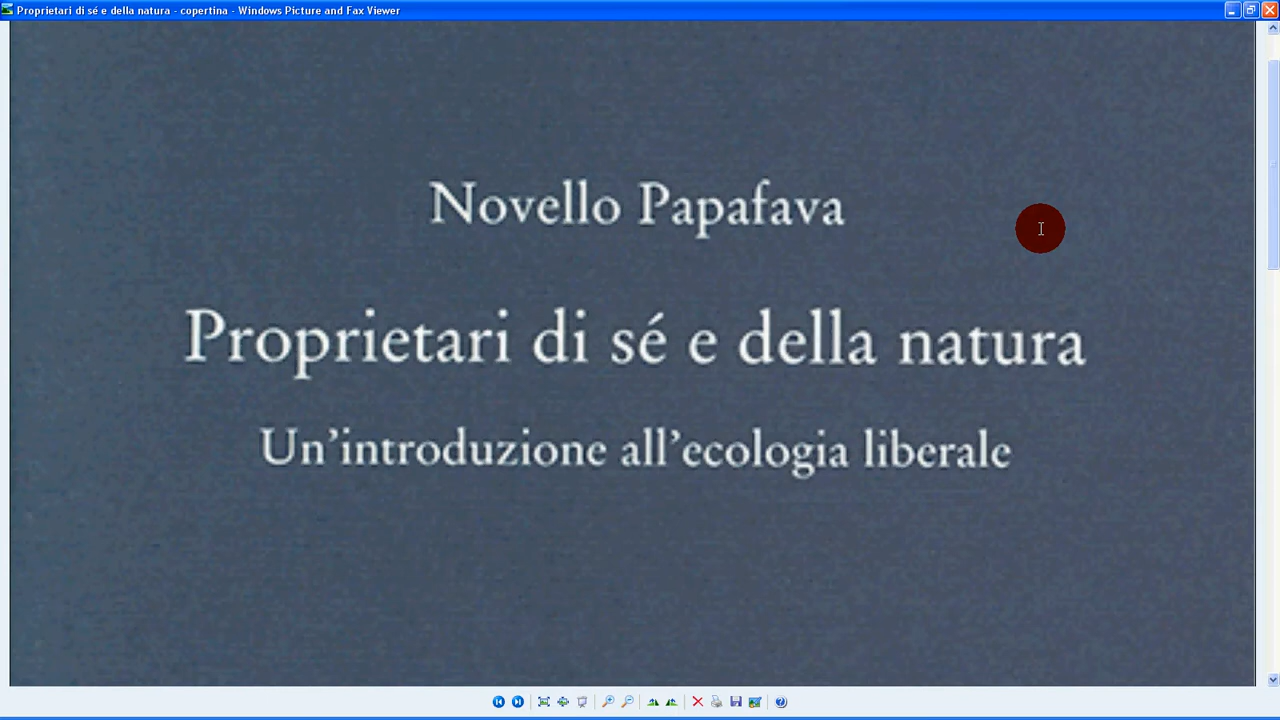 Proprietari di sé e della natura - copertina - Windows Picture and Fax Viewer
Novello Papafava
Proprietari di sé e della natura
Un’introduzione all’ecologia liberale